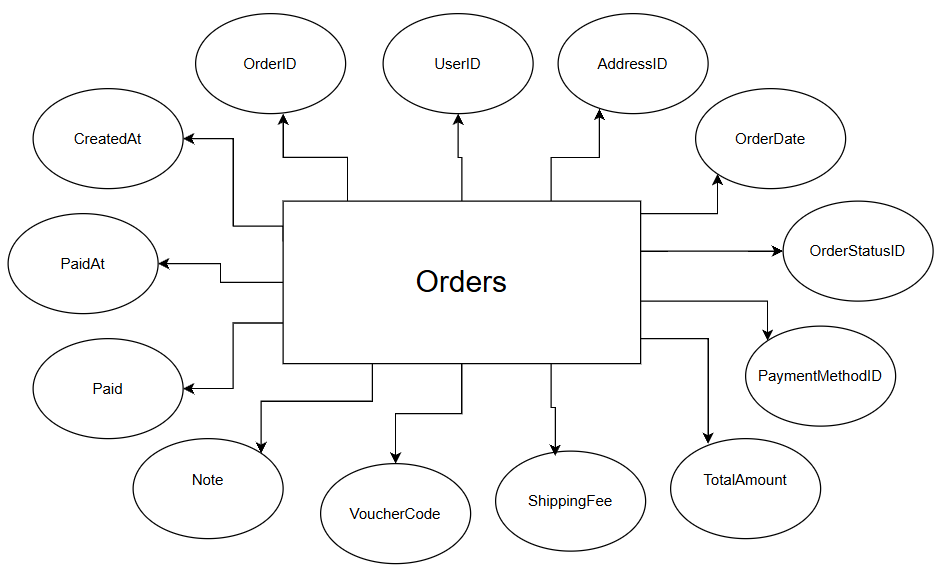 OrderID
UserID
AddressID
CreatedAt
OrderDate
PaidAt
OrderStatusID
Orders
PaymentMethodID
Paid
Note
TotalAmount
VoucherCode
ShippingFee